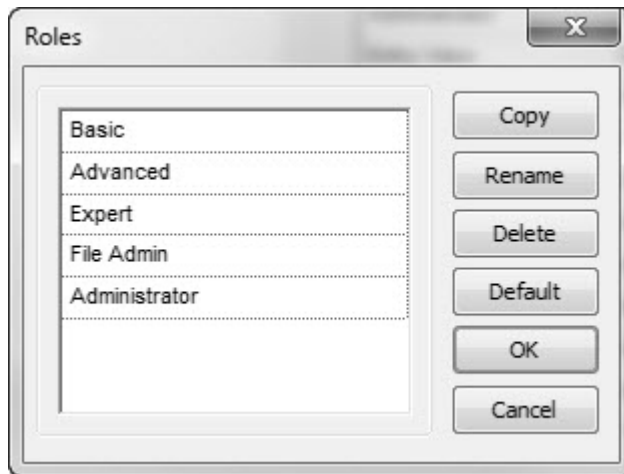 Roles
Basic
Advanced
Expert
File Admin
Administrator
Copy
Rename
Delete
Default
OK
Cancel